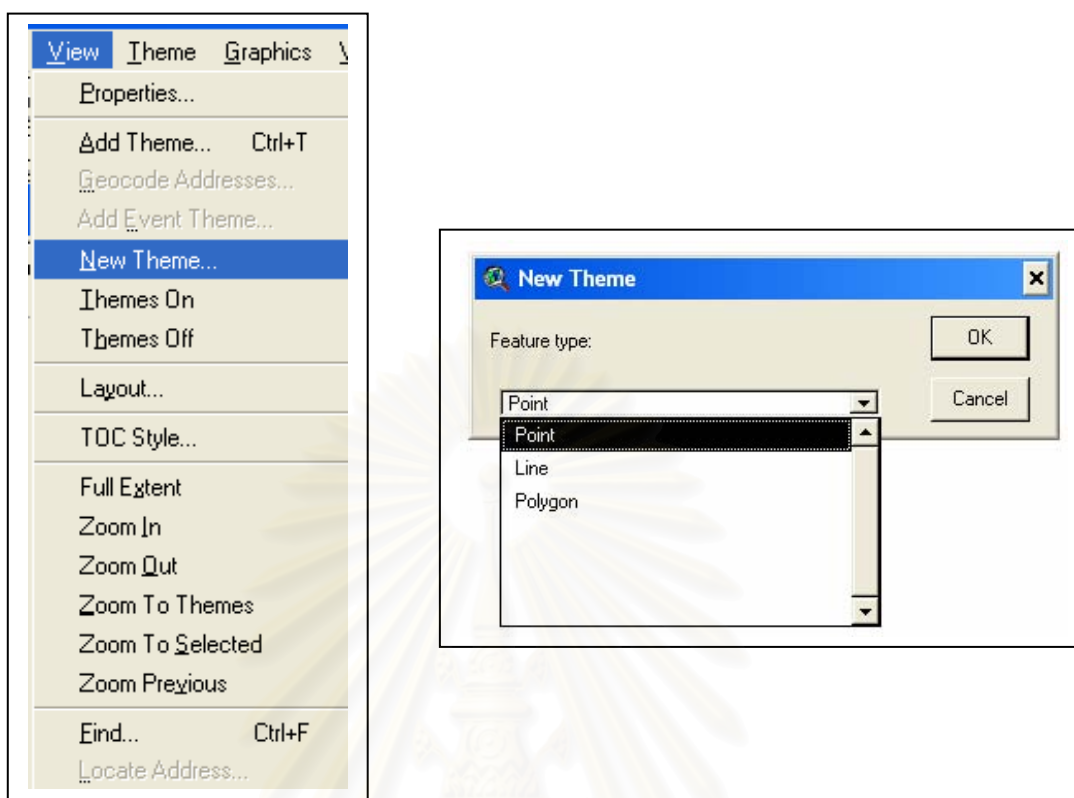 View Theme Graphics
Properties...
Add Theme... Ctrl+T
Geocode Addresses...
Add Event Theme...
New Theme...
Themes On
Themes Off
Layout...
TOC Style...
Full Extent
Zoom In
Zoom Out
Zoom To Themes
Zoom To Selected
Zoom Previous
Find... Ctrl+F
Locate Address...
New Theme
Feature type:
OK
Cancel
Point
Point
Line
Polygon